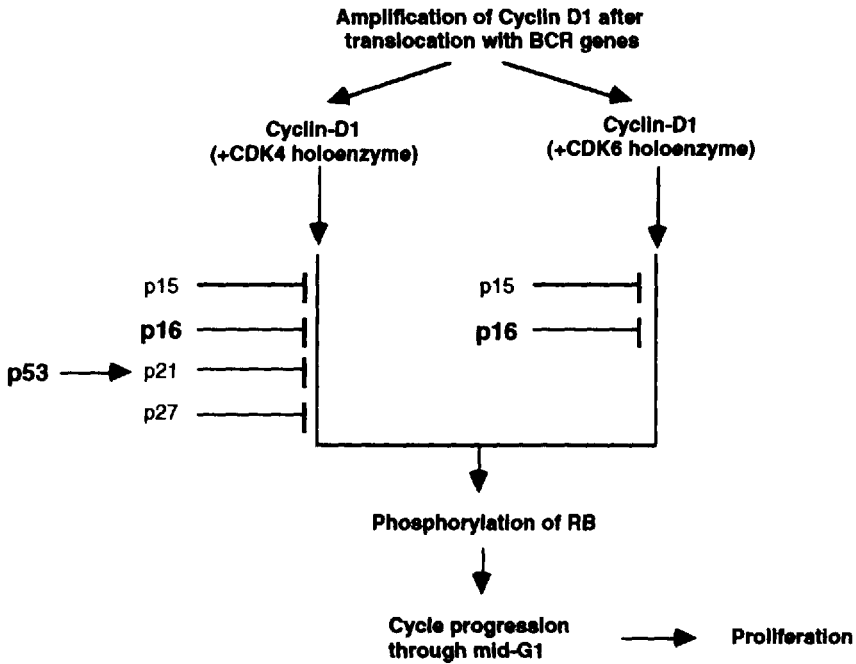 Amplification of Cyclin D1 after
translocation with BCR genes
Cyclin-D1
(+CDK4 holoenzyme)
Cyclin-D1
(+CDK6 holoenzyme)
p15
p16
p53
p21
p27
p15
p16
Phosphorylation of RB
Cycle progression
through mid-G1
Proliferation